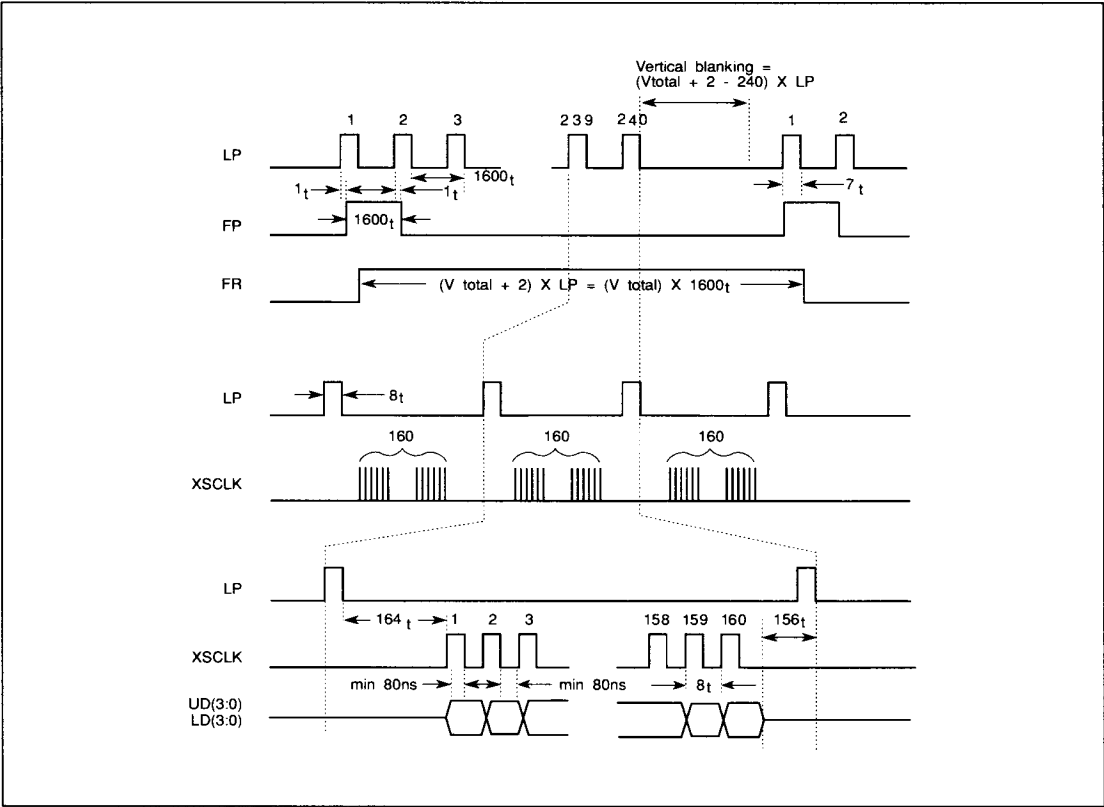 Vertical blanking =
(Vtotal + 2 - 240) X LP
1 2 3 239 240 1 2
LP
1t 1t 1600t 7t
FP 1600t
FR (V total + 2) X LP = (V total) X 1600t
LP 8t
160 160 160
XSCLK
LP
164 t 1 2 3 158 159 160 156t
XSCLK
min 80ns min 80ns 8t
UD(3:0)
LD(3:0)